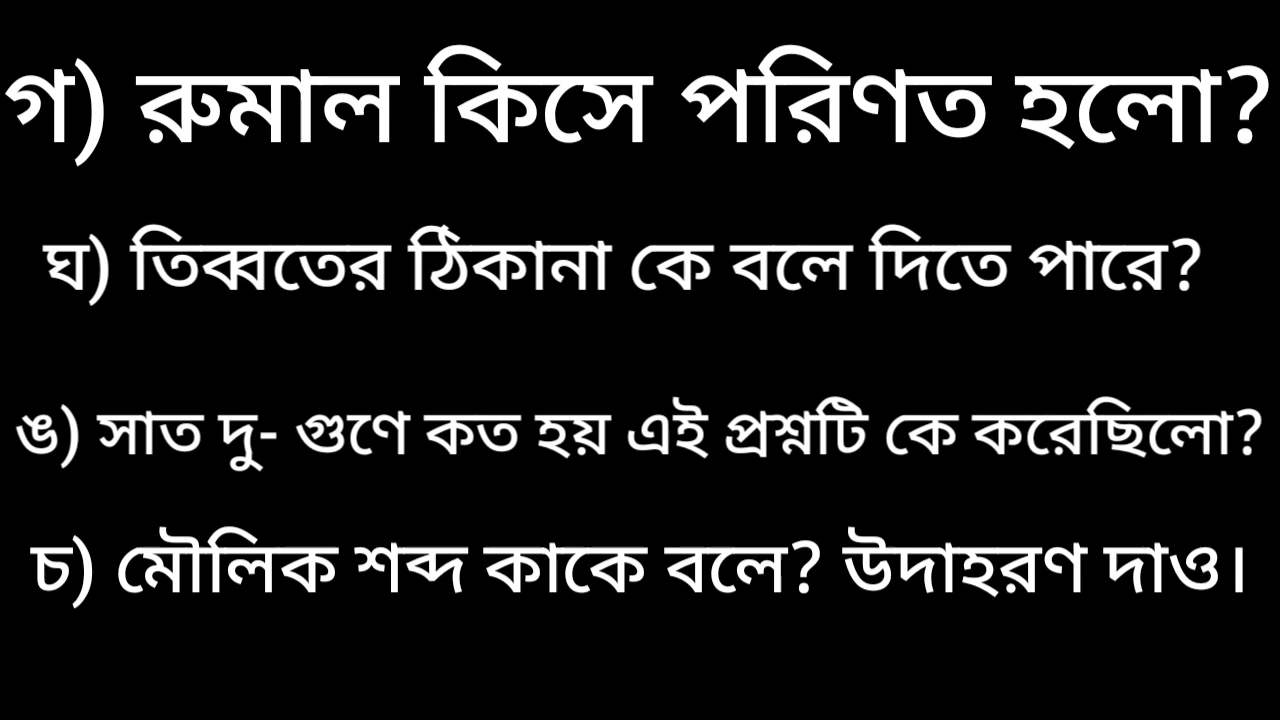 গ) রুমাল কিসে পরিণত হলো?
ঘ) তিব্বতের ঠিকানা কে বলে দিতে পারে?
ঙ) সাত দু- গুণে কত হয় এই প্রশ্নটি কে করেছিলো?
চ) মৌলিক শব্দ কাকে বলে? উদাহরণ দাও।